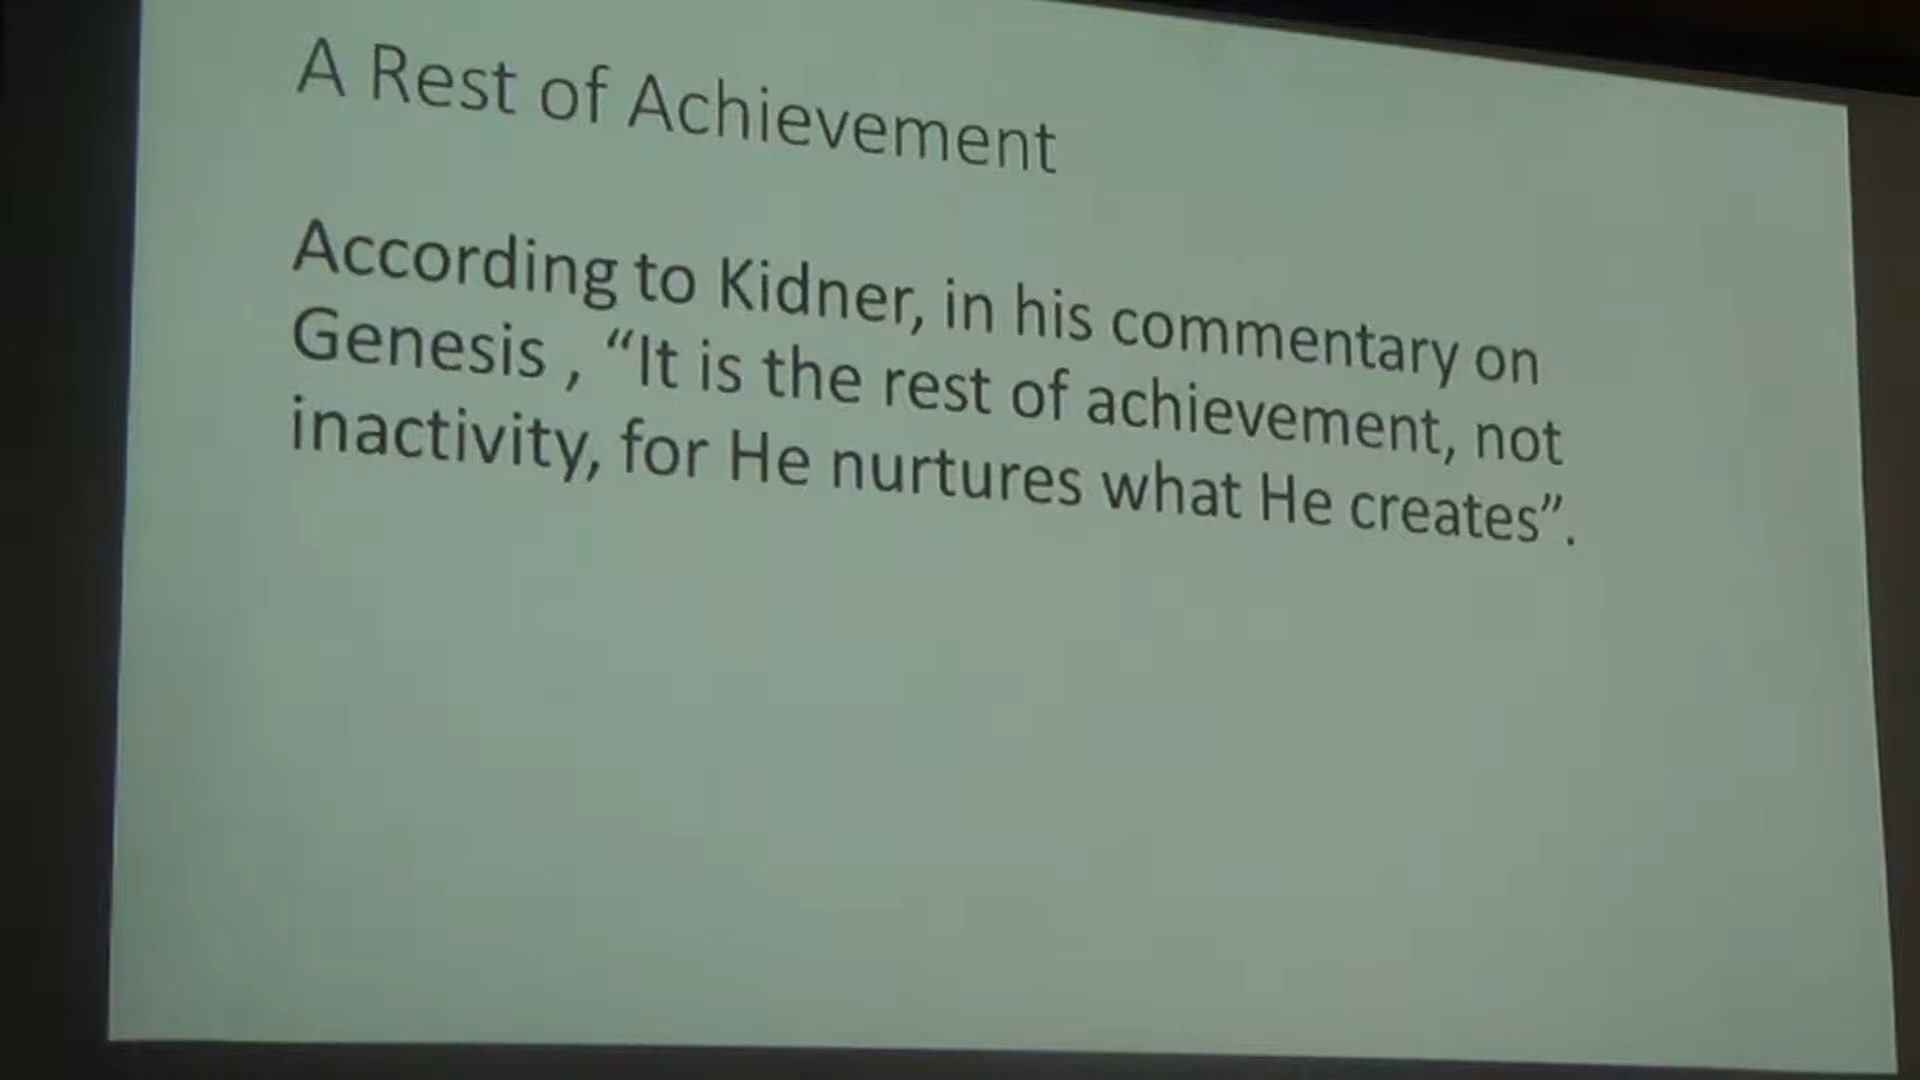 A Rest of Achievement
According to Kidner, in his commentary on
Genesis , “It is the rest of achievement, not
inactivity, for He nurtures what He creates”.